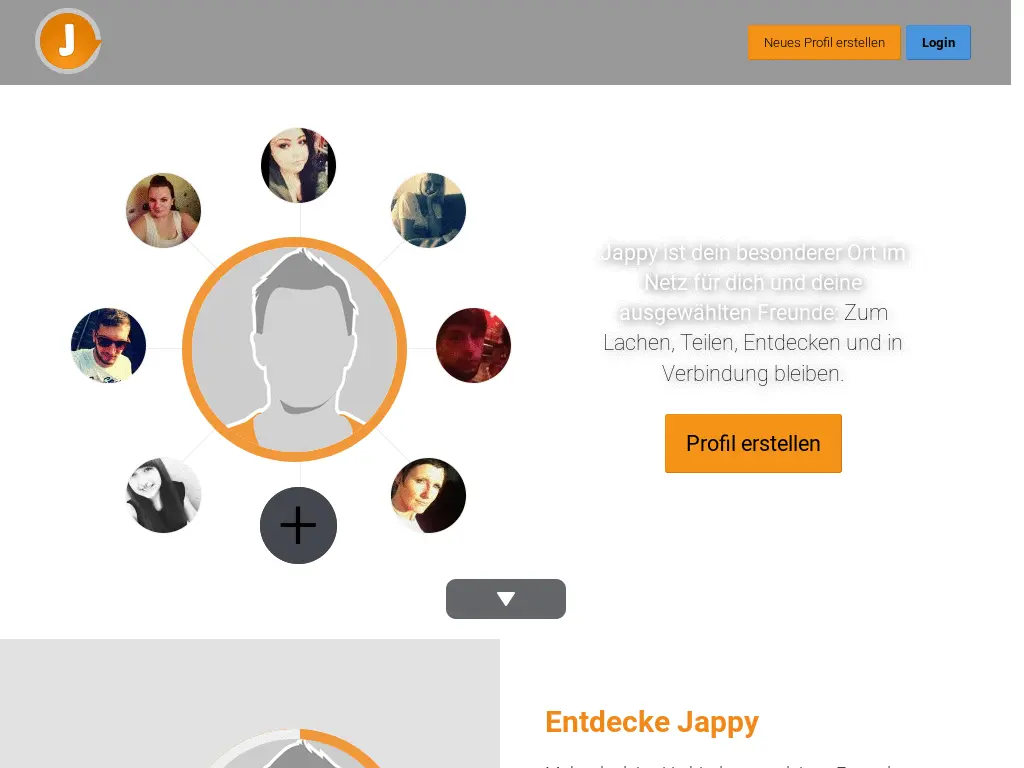 J
Neues Profil erstellen
Login
Jappy ist dein besonderer Ort im
Netz für dich und deine
ausgewählten Freunde: Zum
Lachen, Teilen, Entdecken und in
Verbindung bleiben.
Profil erstellen
Entdecke Jappy